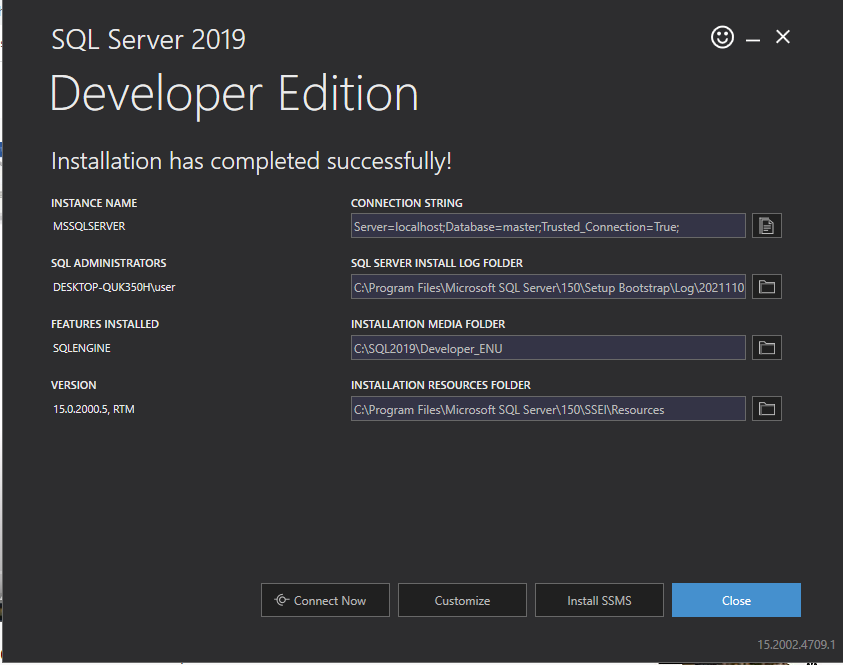 SQL Server 2019
Developer Edition
Installation has completed successfully!
INSTANCE NAME
MSSQLSERVER
CONNECTION STRING
Server=localhost;Database=master;Trusted_Connection=True;
SQL ADMINISTRATORS
DESKTOP-QUK350H\user
SQL SERVER INSTALL LOG FOLDER
C:\Program Files\Microsoft SQL Server\150\Setup Bootstrap\Log\2021110
FEATURES INSTALLED
SQLENGINE
INSTALLATION MEDIA FOLDER
C:\SQL2019\Developer_ENU
VERSION
15.0.2000.5, RTM
INSTALLATION RESOURCES FOLDER
C:\Program Files\Microsoft SQL Server\150\SSEI\Resources
Connect Now
Customize
Install SSMS
Close
15.2002.4709.1